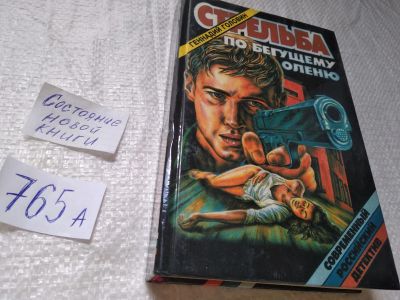 СТРЕЛЬБА
ПО БЕГУЩЕМУ
ОЛЕНЮ
ГЕННАДИЙ ГОЛОВИН
Состояние
новой
книги
765 А
СОВРЕМЕННЫЙ
РОССИЙСКИЙ
ДЕТЕКТИВ